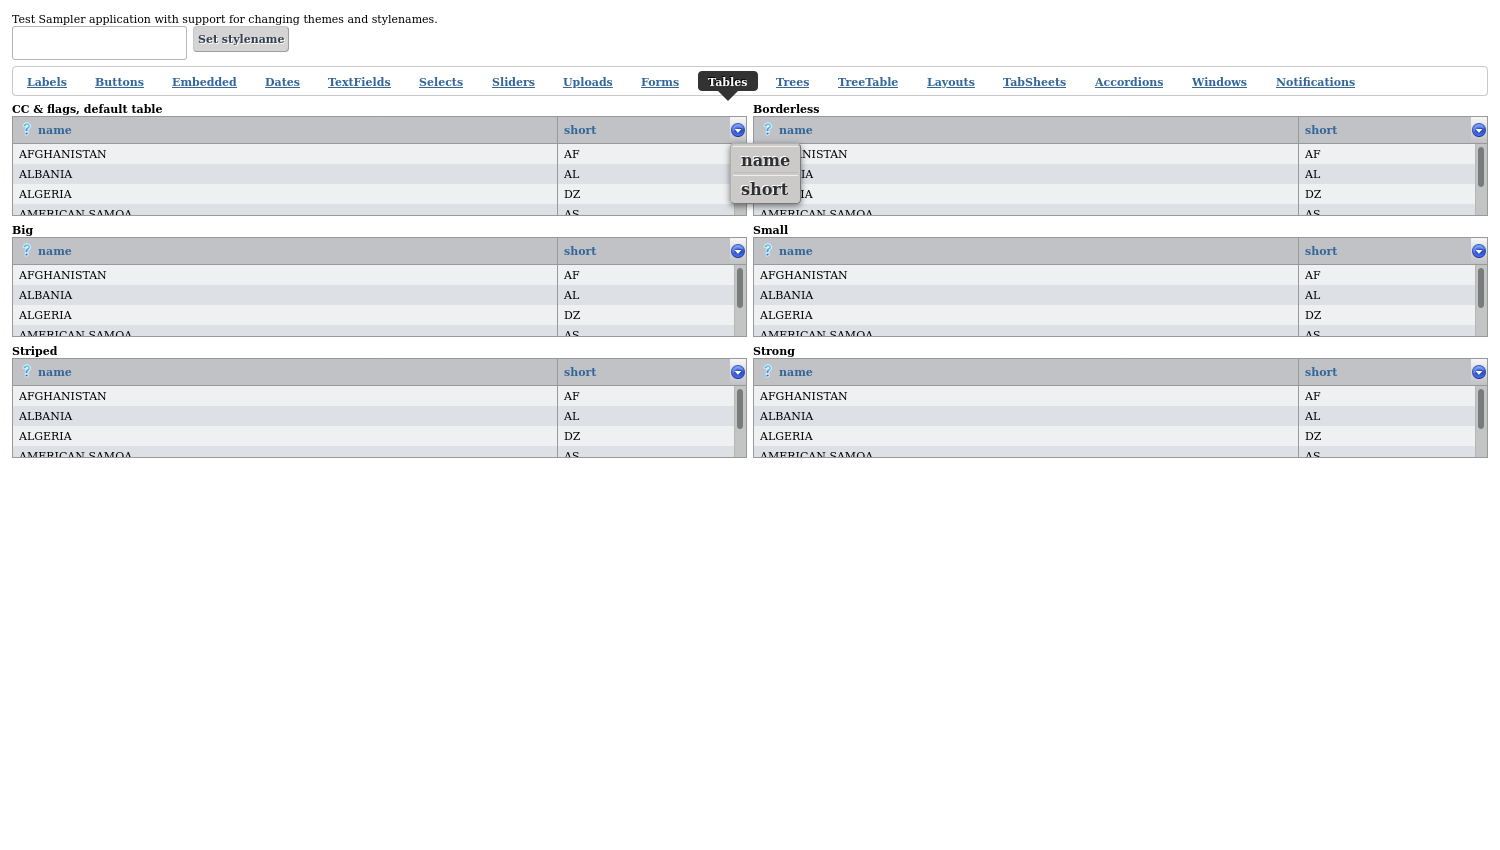 Test Sampler application with support for changing themes and stylenames.
Set stylename
Labels Buttons Embedded Dates TextFields Selects Sliders Uploads Forms Tables Trees TreeTable Layouts TabSheets Accordions Windows Notifications
CC & flags, default table Borderless
? name short ? name short
AFGHANISTAN AF NISTAN AF
name
ALBANIA AL IA AL
short
ALGERIA DZ IA DZ
AMERICAN SAMOA AS AMERICAN SAMOA AS
Big Small
? name short ? name short
AFGHANISTAN AF AFGHANISTAN AF
ALBANIA AL ALBANIA AL
ALGERIA DZ ALGERIA DZ
AMERICAN SAMOA AS AMERICAN SAMOA AS
Striped Strong
? name short ? name short
AFGHANISTAN AF AFGHANISTAN AF
ALBANIA AL ALBANIA AL
ALGERIA DZ ALGERIA DZ
AMERICAN SAMOA AS AMERICAN SAMOA AS